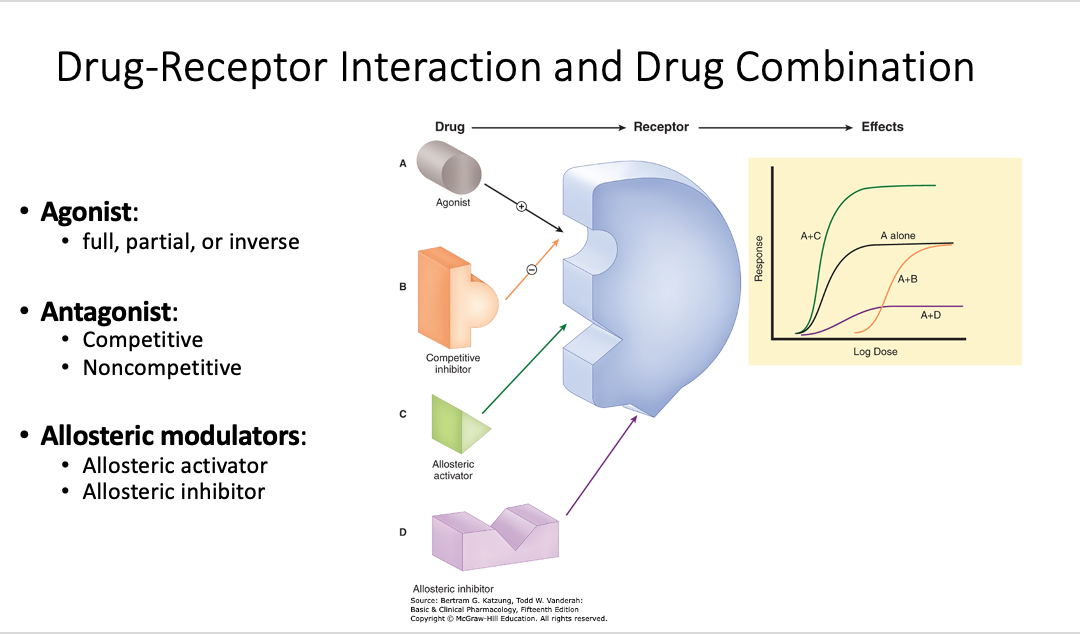 Drug-Receptor Interaction and Drug Combination
• Agonist:
• full, partial, or inverse
• Antagonist:
• Competitive
• Noncompetitive
• Allosteric modulators:
• Allosteric activator
• Allosteric inhibitor
Drug
Receptor
Effects
A
Agonist
+
B
−
Competitive
inhibitor
C
Allosteric
activator
D
Allosteric inhibitor
Response
A+C
A alone
A+B
A+D
Log Dose
Source: Bertram G. Katzung, Todd W. Vanderah:
Basic & Clinical Pharmacology, Fifteenth Edition
Copyright © McGraw-Hill Education. All rights reserved.